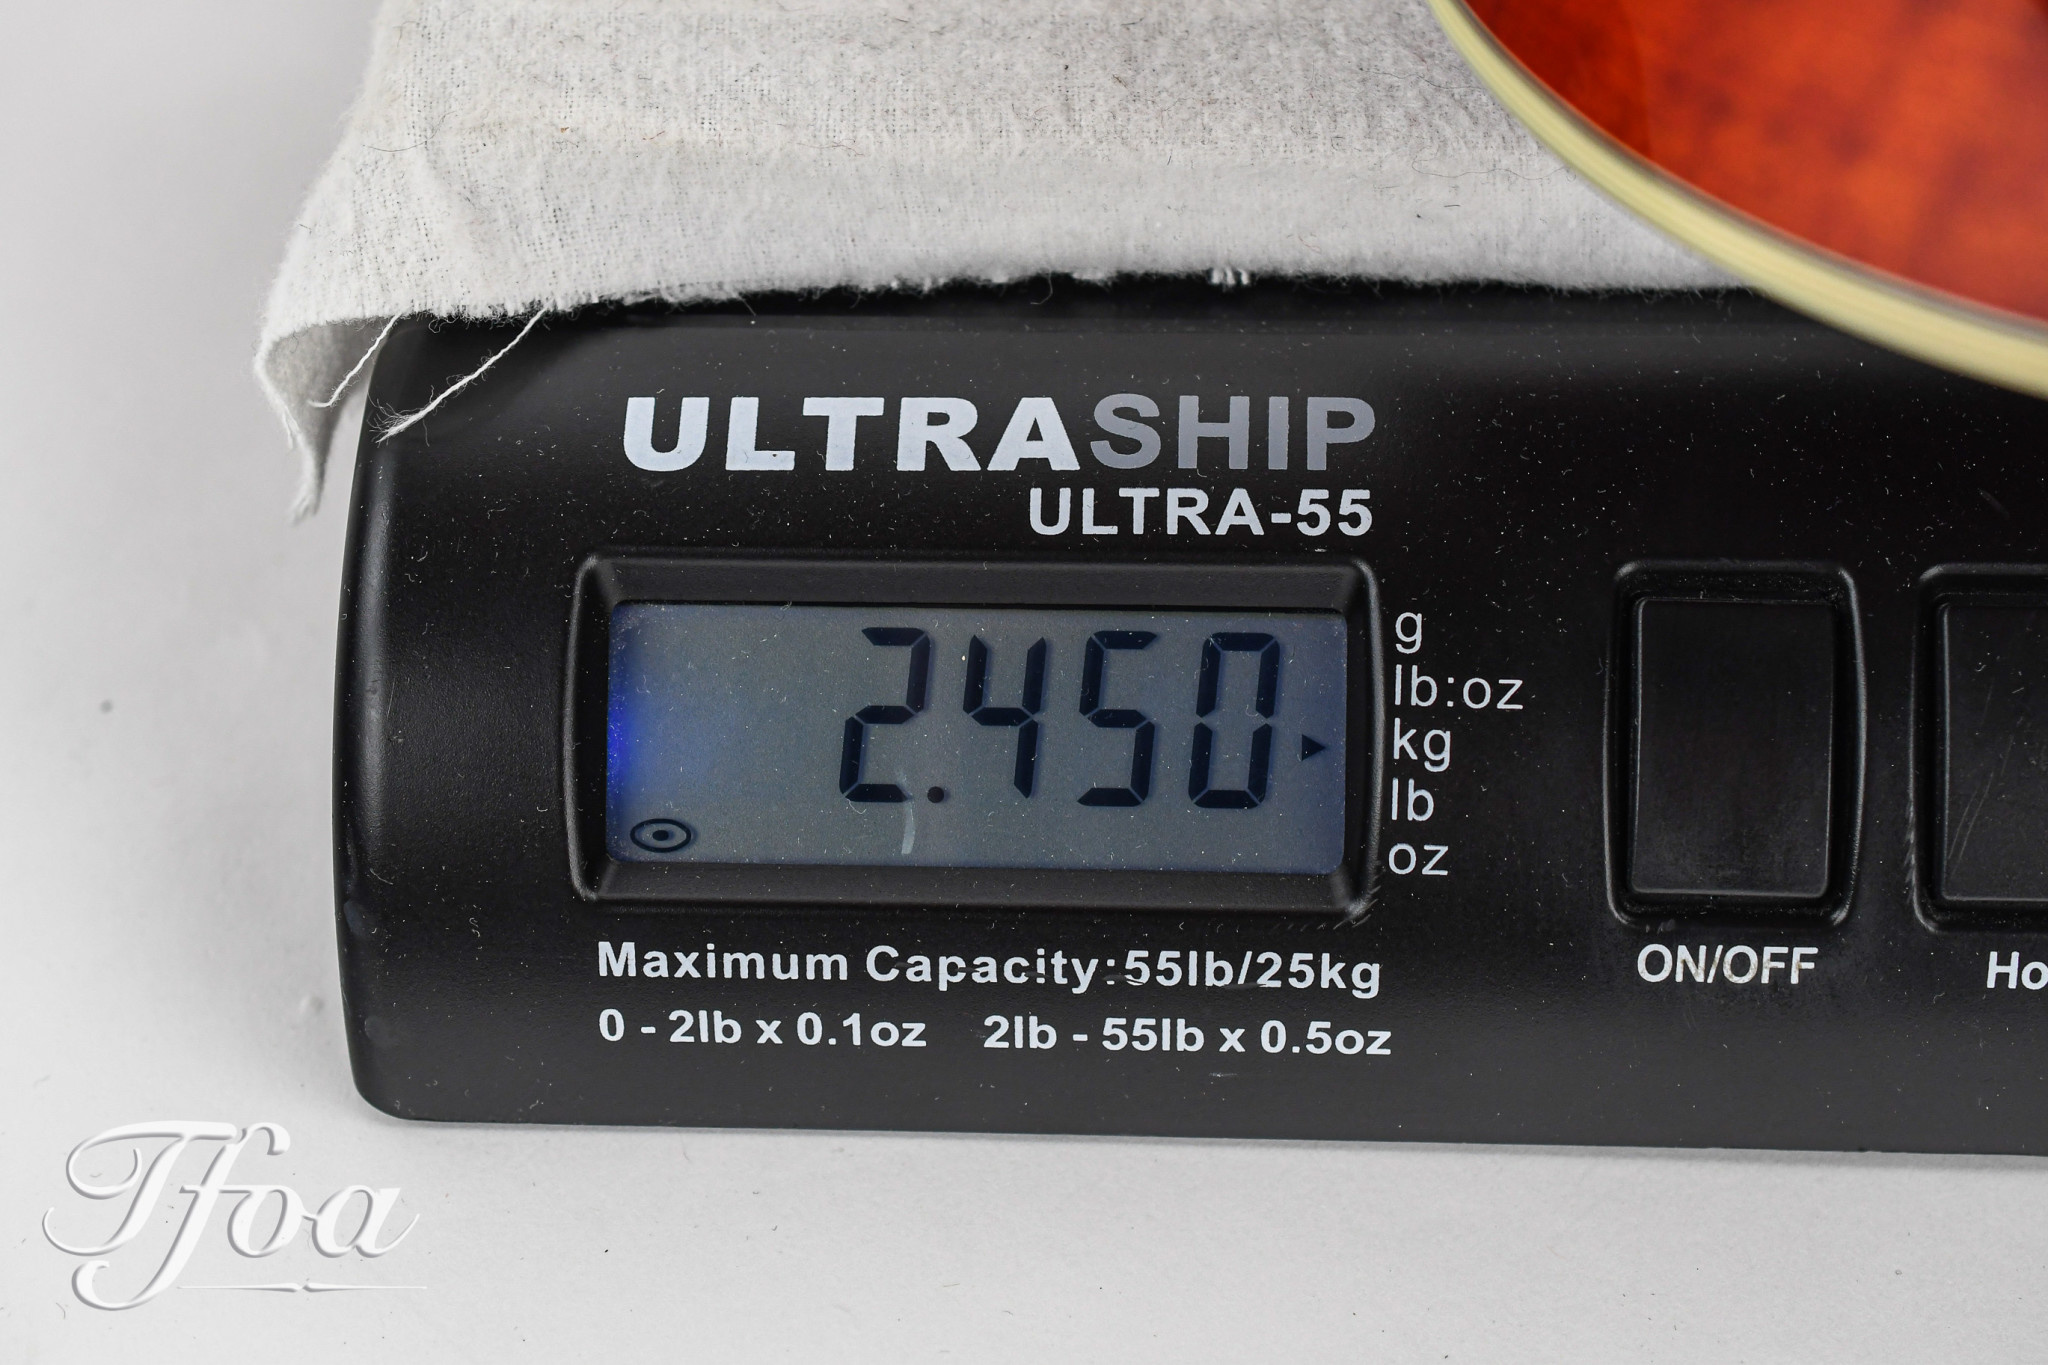 ULTRASHIP
ULTRA-55
2.450
g
lb:oz
kg
lb
oz
Maximum Capacity:55lb/25kg
0 - 2lb x 0.1oz 2lb - 55lb x 0.5oz
ON/OFF
Ho
Tfoa